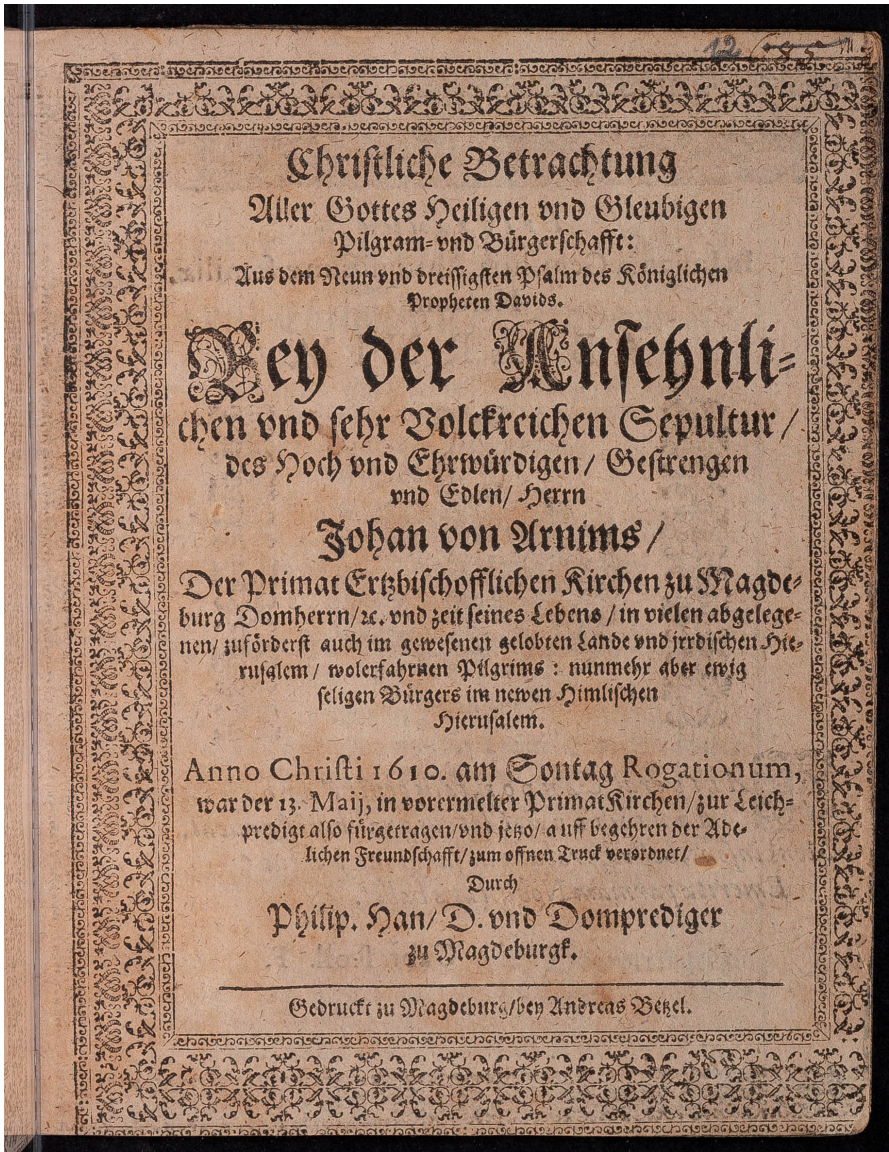 12 685
Christliche Betrachtung
Aller Gottes Heiligen vnd Gleubigen
Pilgram- vnd Bürgerschafft:
Aus dem Neun vnd dreissigsten Psalm des Königlichen
Propheten Davids.
Bey der Ansehnli-
chen vnd sehr Volckreichen Sepultur/
des Hoch vnd Ehrwürdigen/ Gestrengen
vnd Edlen/ Herrn
Johan von Arnims/
Der Primat Ertzbischofflichen Kirchen zu Magde-
burg Domherrn/ꝛc. vnd zeit seines Lebens/ in vielen abgelege-
nen/ zuförderst auch im gewesenen gelobten Lande vnd jrrdischen Hie-
rusalem/ wolerfahrnen Pilgrims: nunmehr aber ewig
seligen Bürgers im newen Himlischen
Hierusalem.
Anno Christi 1610. am Sontag Rogationum,
war der 13. Maij, in vorermelter Primat Kirchen/ zur Leich-
predigt also fürgetragen/ vnd jetzo/ auff begehren der Ade-
lichen Freundschafft/ zum offnen Truck verordnet/
Durch
Philip. Han/ D. vnd Domprediger
zu Magdeburgk.
Gedruckt zu Magdeburg/ bey Andreas Betzel.